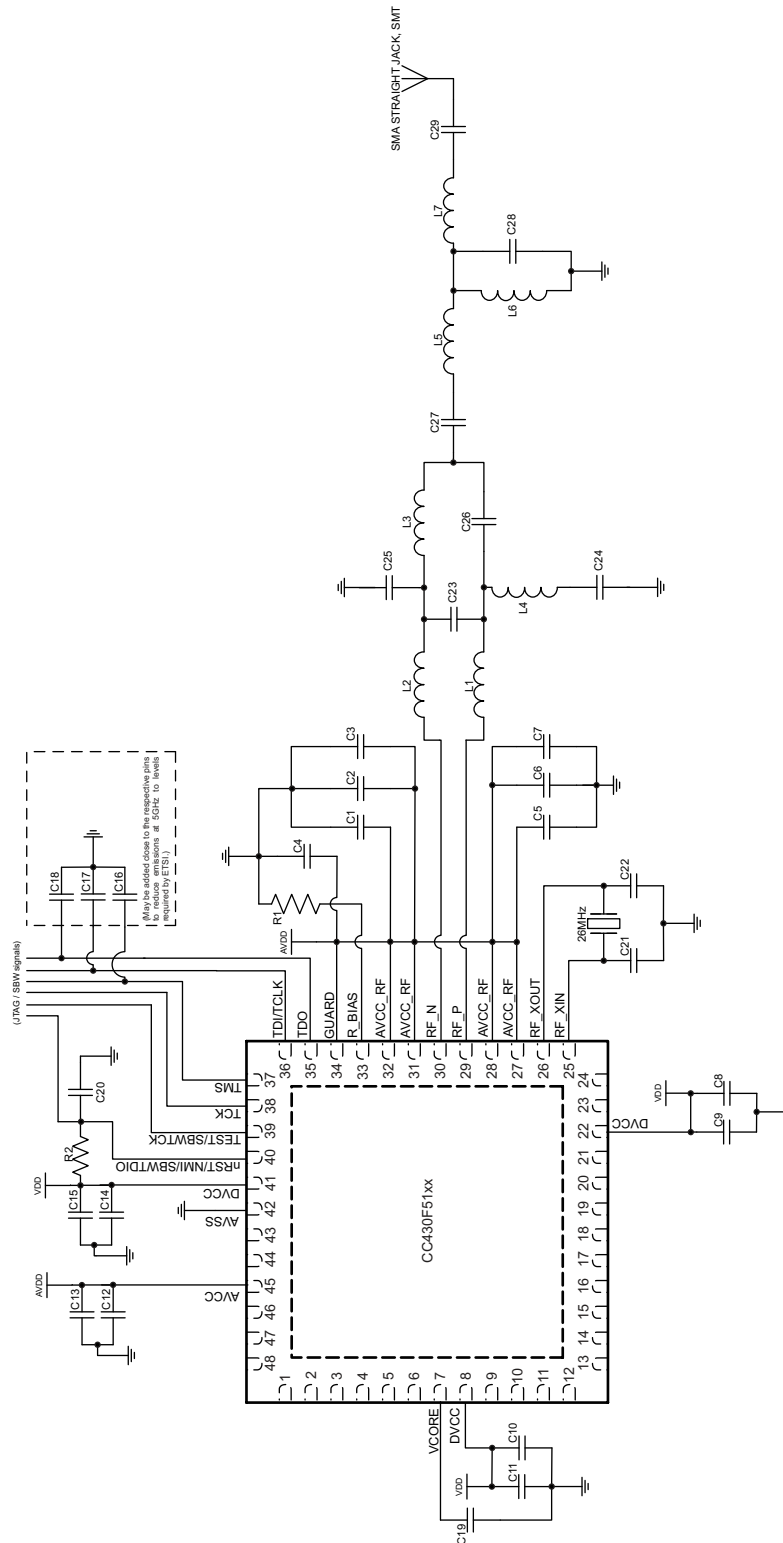 SMA STRAIGHT JACK, SMT
C29
L7
C28
L6
L5
C27
L3
C26
C25
C23
C24
L4
L2
L1
C3
C2
C1
C4
R1
AVDD
C7
C6
C5
C22
26MHz
C21
(May be added close to the respective pins
to reduce emissions at 5GHz to levels
required by ETSI.)
C18
C17
C16
(JTAG / SBW signals)
TDI/TCLK
TDO
GUARD
R_BIAS
AVCC_RF
AVCC_RF
RF_N
RF_P
AVCC_RF
AVCC_RF
RF_XOUT
RF_XIN
36
35
34
33
32
31
30
29
28
27
26
25
C20
R2
VDD
C15
C14
AVDD
C13
C12
TMS
TCK
TEST/SBWTCK
nRST/NMI/SBWTDIO
DVCC
AVSS
AVCC
37
38
39
40
41
42
43
44
45
46
47
48
CC430F51xx
24
23
22
21
20
19
18
17
16
15
14
13
DVCC
VDD
C8
C9
1
2
3
4
5
6
7
8
9
10
11
12
VCORE
DVCC
VDD
C10
C11
C19